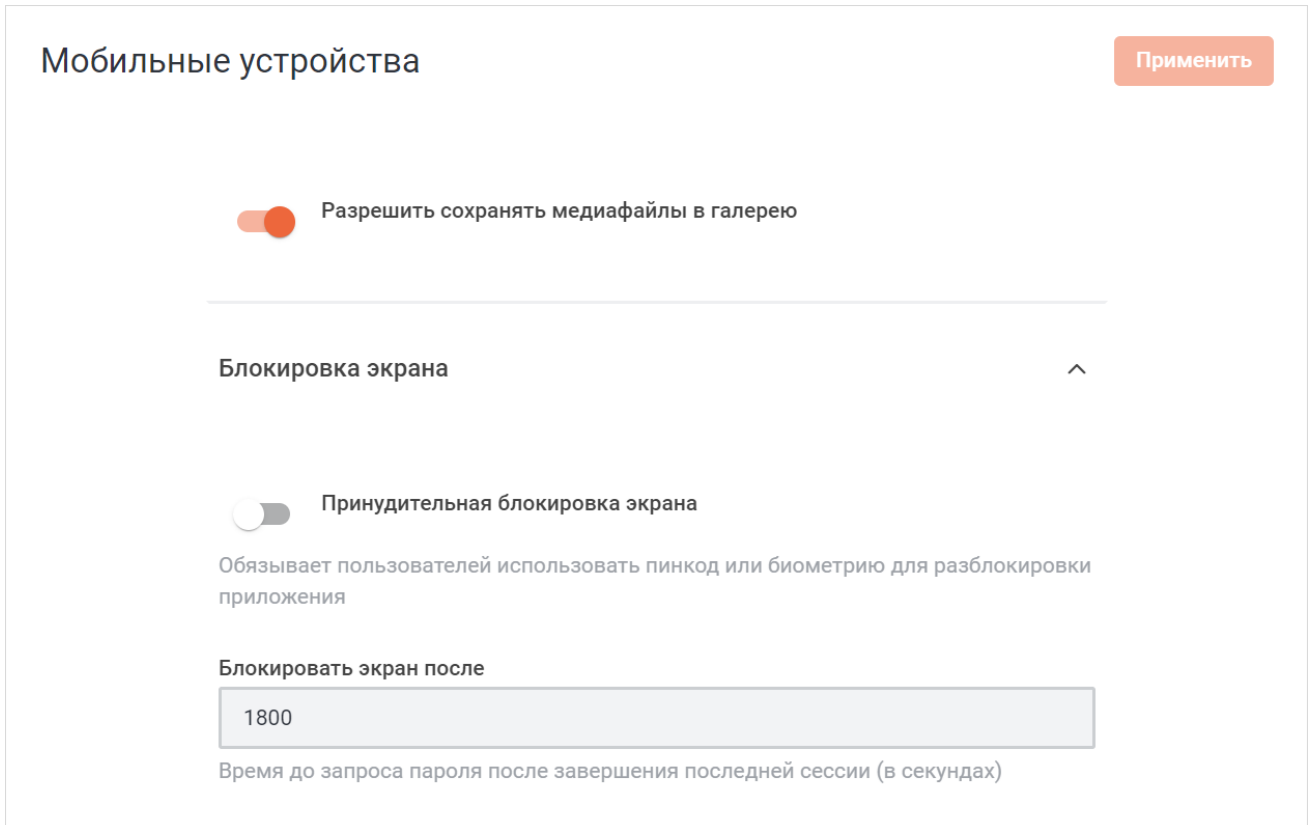 Мобильные устройства
Применить
Разрешить сохранять медиафайлы в галерею
Блокировка экрана
Принудительная блокировка экрана
Обязывает пользователей использовать пинкод или биометрию для разблокировки
приложения
Блокировать экран после
1800
Время до запроса пароля после завершения последней сессии (в секундах)